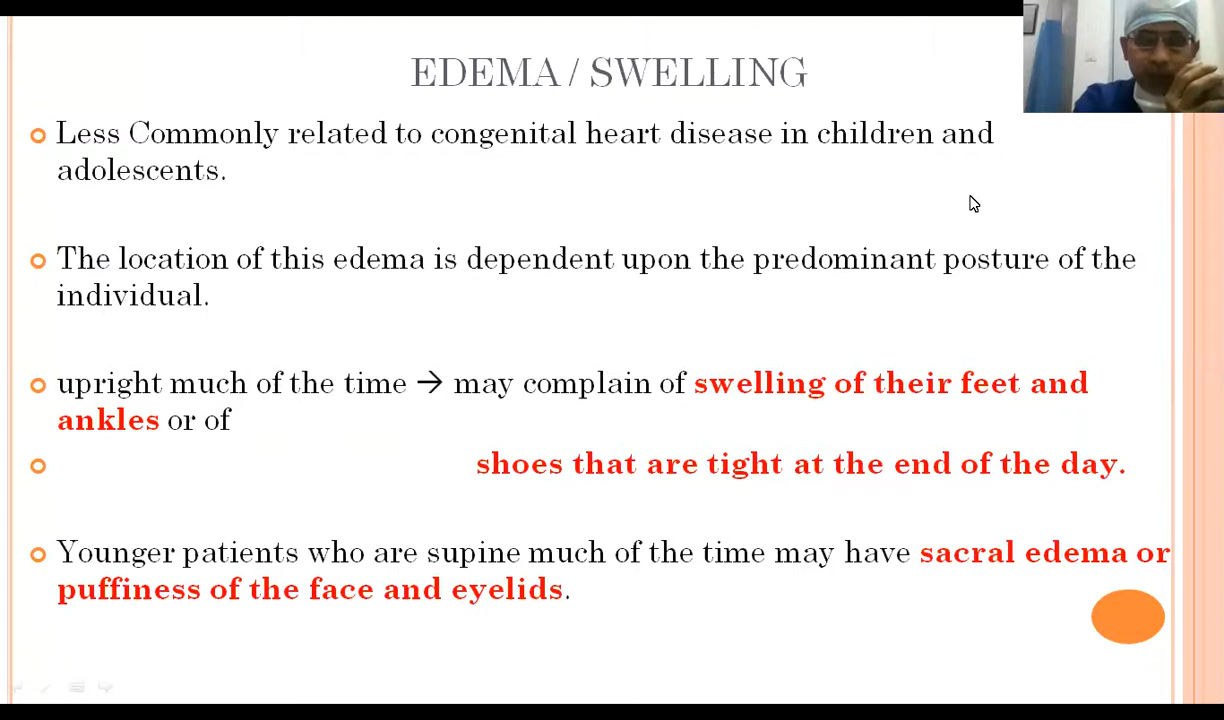 EDEMA / SWELLING
Less Commonly related to congenital heart disease in children and
adolescents.
The location of this edema is dependent upon the predominant posture of the
individual.
upright much of the time → may complain of swelling of their feet and
ankles or of
shoes that are tight at the end of the day.
Younger patients who are supine much of the time may have sacral edema or
puffiness of the face and eyelids.